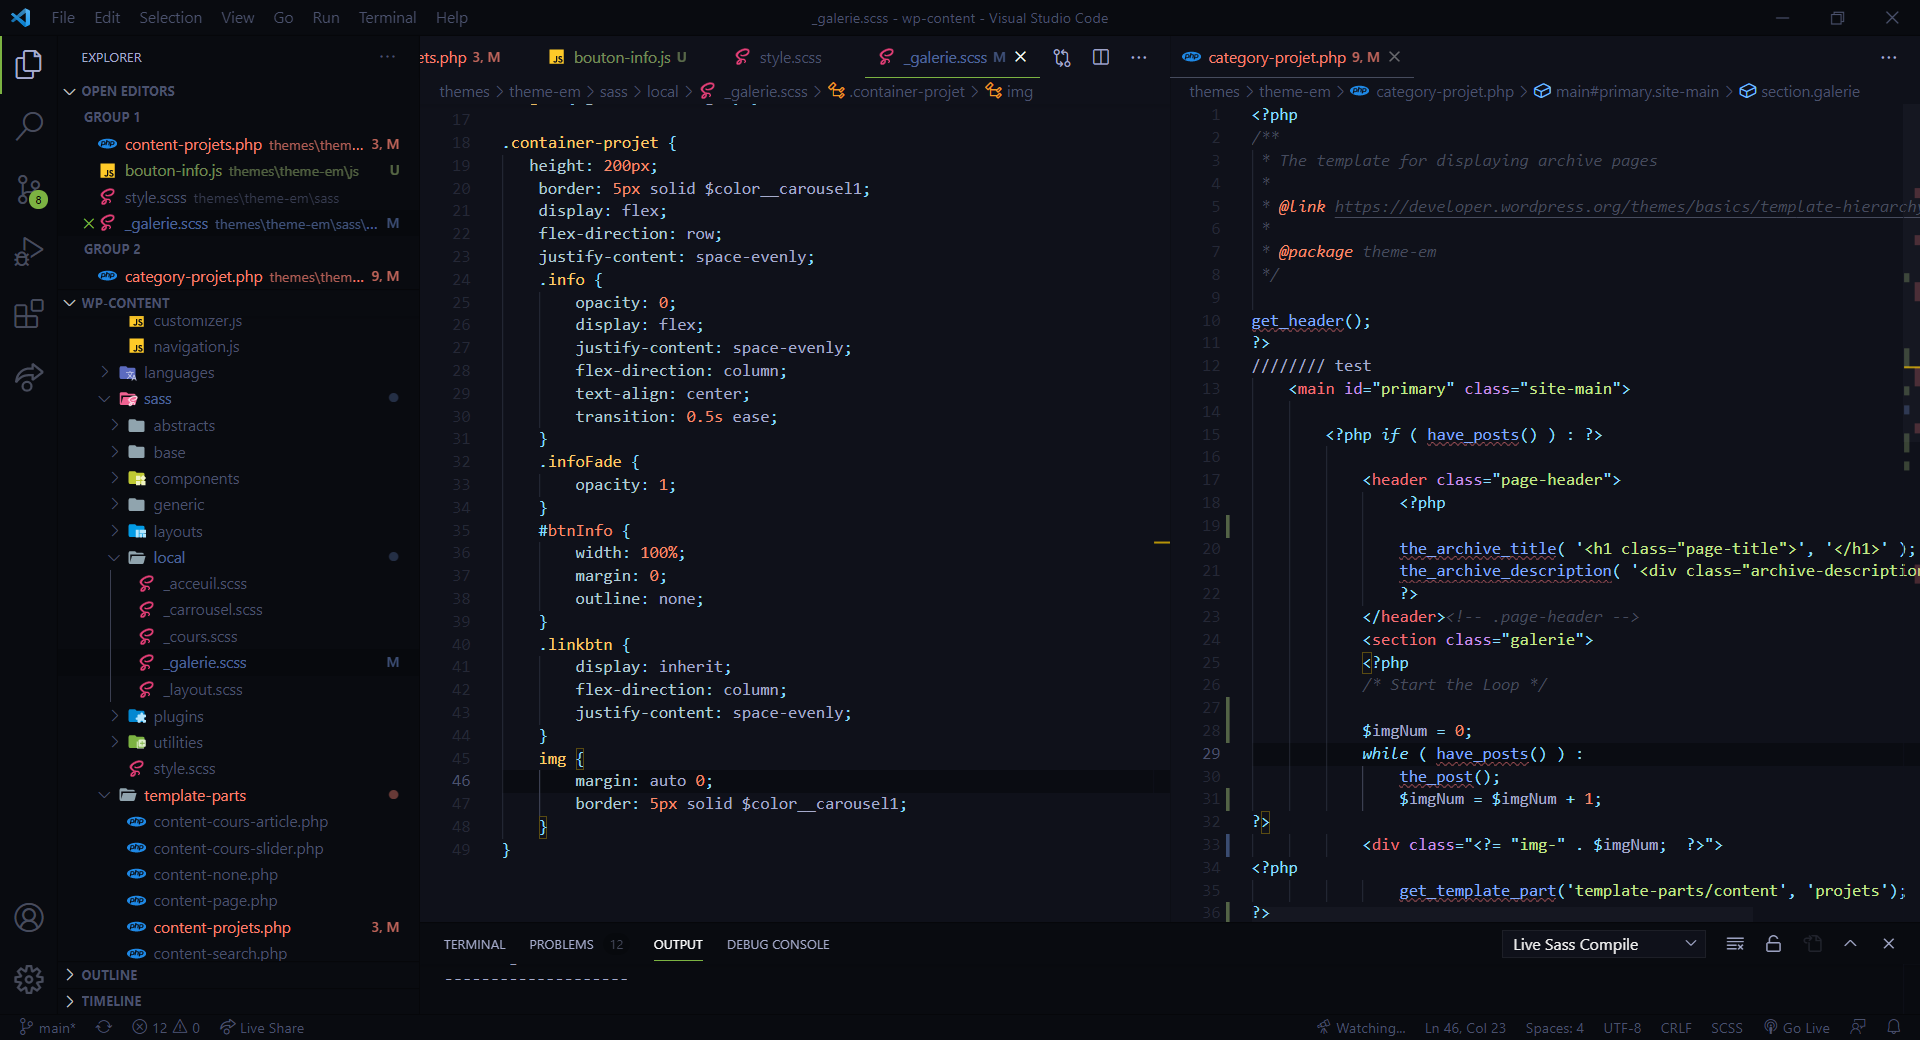 File Edit Selection View Go Run Terminal Help
_galerie.scss - wp-content - Visual Studio Code
EXPLORER
OPEN EDITORS
GROUP 1
content-projets.php themes\them... 3, M
bouton-info.js themes\theme-em\js U
style.scss themes\theme-em\sass
_galerie.scss themes\theme-em\sass\... M
GROUP 2
category-projet.php themes\them... 9, M
WP-CONTENT
customizer.js
navigation.js
languages
sass
abstracts
base
components
generic
layouts
local
_acceuil.scss
_carrousel.scss
_cours.scss
_galerie.scss M
_layout.scss
plugins
utilities
style.scss
template-parts
content-cours-article.php
content-cours-slider.php
content-none.php
content-page.php
content-projets.php 3, M
content-search.php
OUTLINE
TIMELINE
8
ets.php 3, M bouton-info.js U style.scss _galerie.scss M
themes > theme-em > sass > local > _galerie.scss > .container-projet > img
17
18 .container-projet {
19 height: 200px;
20 border: 5px solid $color__carousel1;
21 display: flex;
22 flex-direction: row;
23 justify-content: space-evenly;
24 .info {
25 opacity: 0;
26 display: flex;
27 justify-content: space-evenly;
28 flex-direction: column;
29 text-align: center;
30 transition: 0.5s ease;
31 }
32 .infoFade {
33 opacity: 1;
34 }
35 #btnInfo {
36 width: 100%;
37 margin: 0;
38 outline: none;
39 }
40 .linkbtn {
41 display: inherit;
42 flex-direction: column;
43 justify-content: space-evenly;
44 }
45 img {
46 margin: auto 0;
47 border: 5px solid $color__carousel1;
48 }
49 }
category-projet.php 9, M
themes > theme-em > category-projet.php > main#primary.site-main > section.galerie
1 <?php
2 /**
3 * The template for displaying archive pages
4 *
5 * @link https://developer.wordpress.org/themes/basics/template-hierarchy
6 *
7 * @package theme-em
8 */
9
10 get_header();
11 ?>
12 //////// test
13 <main id="primary" class="site-main">
14
15 <?php if ( have_posts() ) : ?>
16
17 <header class="page-header">
18 <?php
19
20 the_archive_title( '<h1 class="page-title">', '</h1>' );
21 the_archive_description( '<div class="archive-description
22 ?>
23 </header><!-- .page-header -->
24 <section class="galerie">
25 <?php
26 /* Start the Loop */
27
28 $imgNum = 0;
29 while ( have_posts() ) :
30 the_post();
31 $imgNum = $imgNum + 1;
32 ?>
33 <div class="<?= "img-" . $imgNum; ?>">
34 <?php
35 get_template_part('template-parts/content', 'projets');
36 ?>
TERMINAL PROBLEMS 12 OUTPUT DEBUG CONSOLE
Live Sass Compile
--------------------
main* 12 0 Live Share
Watching... Ln 46, Col 23 Spaces: 4 UTF-8 CRLF SCSS Go Live